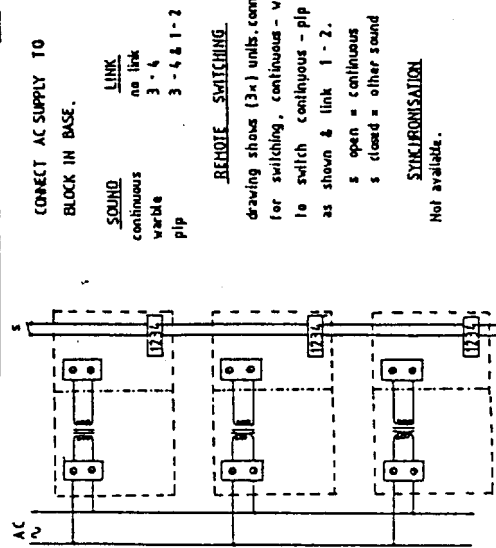 CONNECT AC SUPPLY TO
BLOCK IN BASE.
SOUND LINK
continuous no link
warble 3 - 4
pip 3 - 4 & 1 - 2
REMOTE SWITCHING
drawing shows (3x) units, conn
for switching, continuous - w
to switch continuous - pip
as shown & link 1 - 2.
s open = continuous
s closed = other sound
SYNCHRONISATION
Not available.
AC
~
s
1234
1234
1234